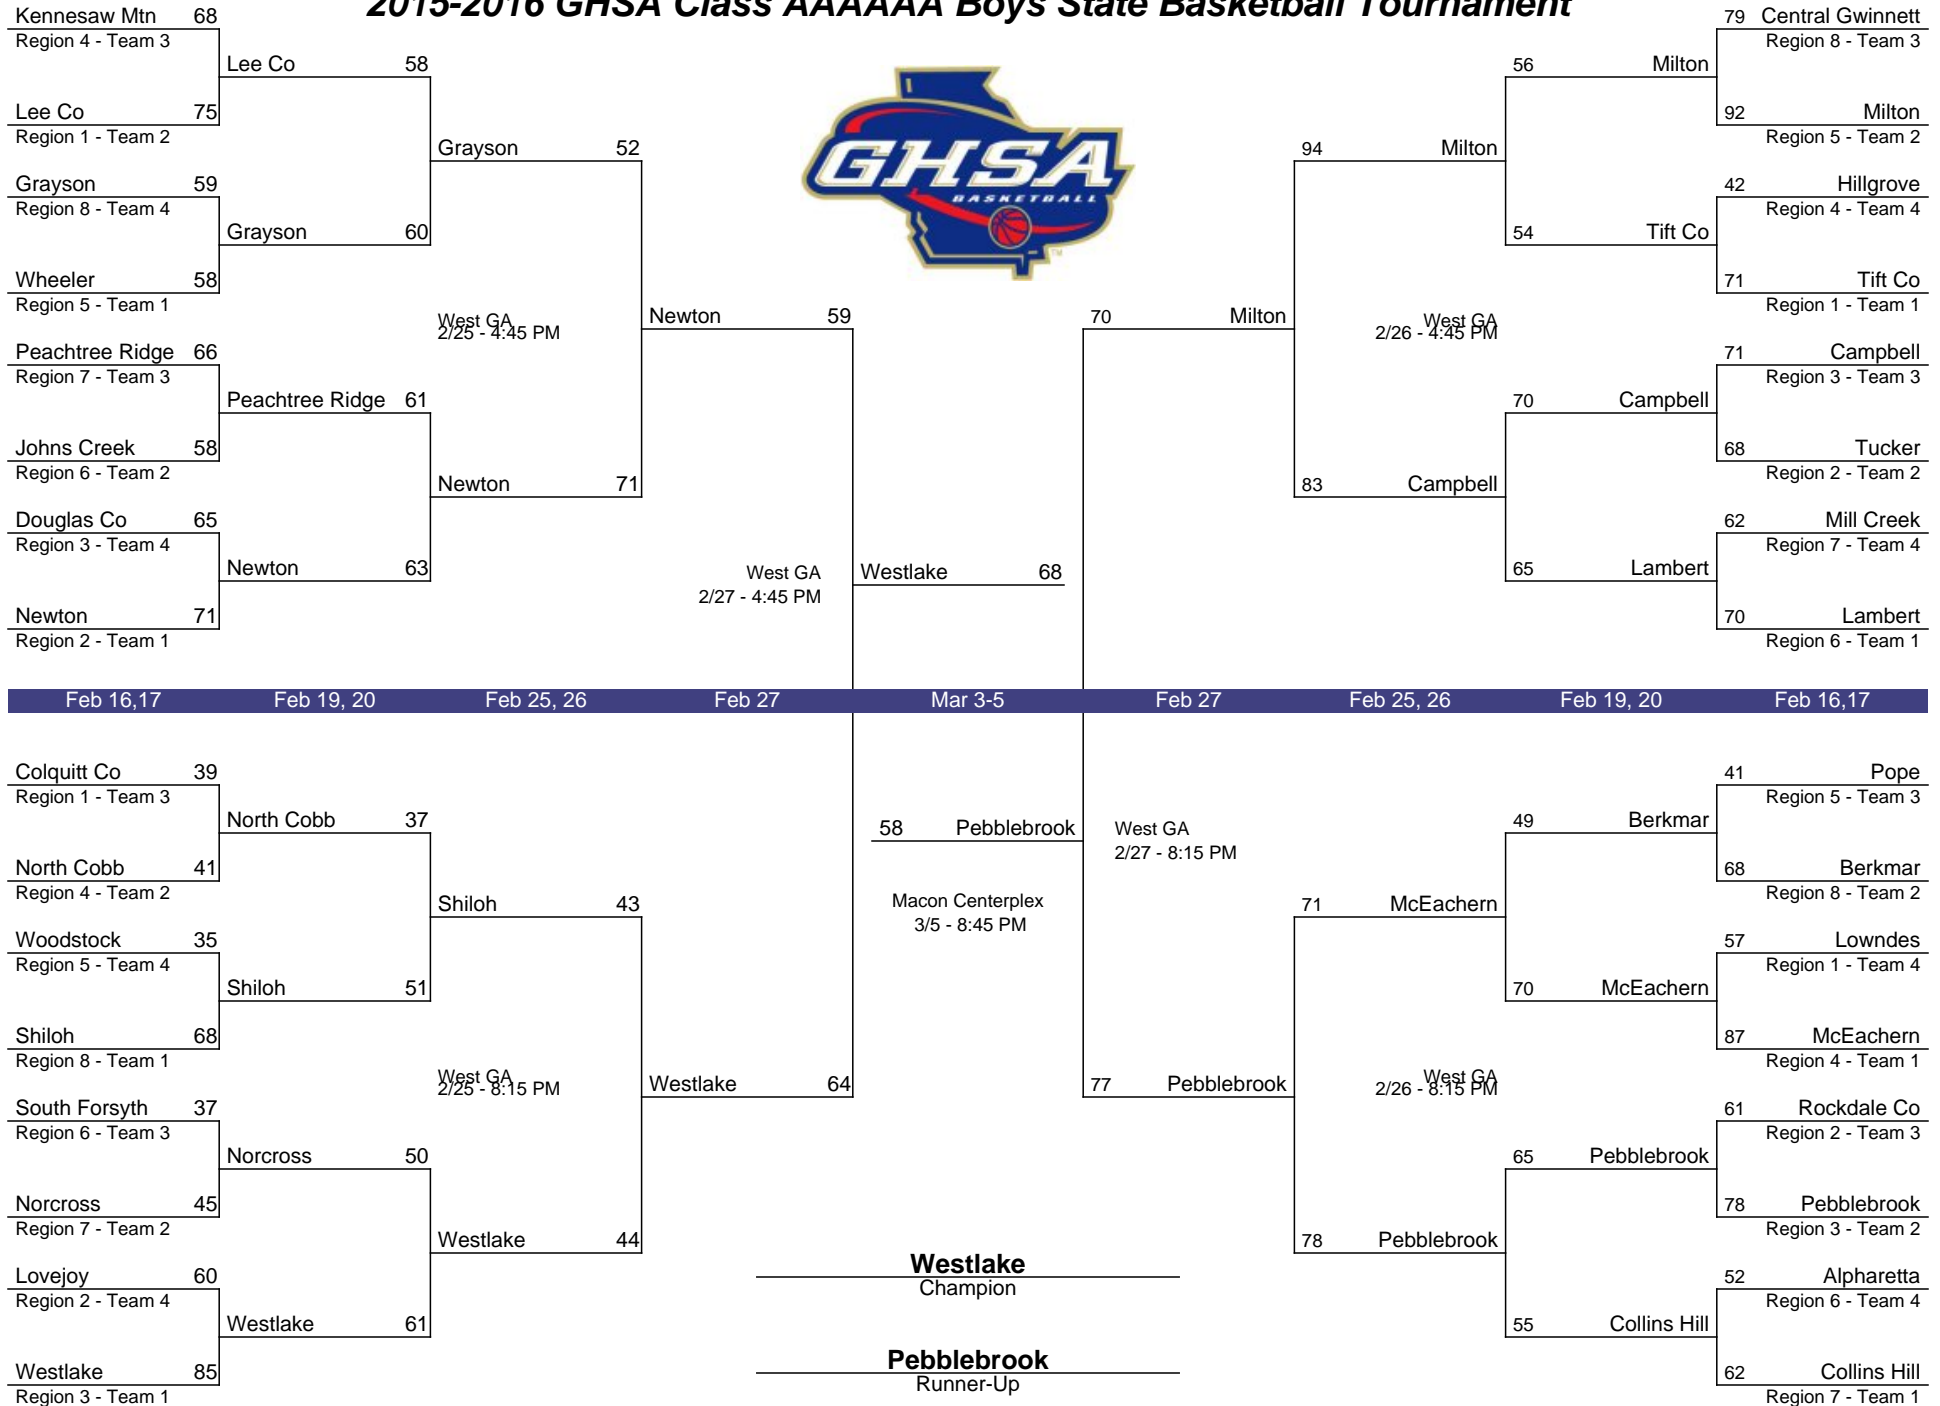 2015-2016 GHSA Class AAAAAA Boys State Basketball Tournament
GHSA
BASKETBALL
TM
Kennesaw Mtn 68
Region 4 - Team 3
Lee Co 75
Region 1 - Team 2
Grayson 59
Region 8 - Team 4
Wheeler 58
Region 5 - Team 1
Peachtree Ridge 66
Region 7 - Team 3
Johns Creek 58
Region 6 - Team 2
Douglas Co 65
Region 3 - Team 4
Newton 71
Region 2 - Team 1
Lee Co 58
Grayson 60
Peachtree Ridge 61
Newton 63
Grayson 52
West GA
2/25 - 4:45 PM
Newton 71
Newton 59
West GA
2/27 - 4:45 PM
Westlake 68
70 Milton
94 Milton
West GA
2/26 - 4:45 PM
83 Campbell
56 Milton
54 Tift Co
70 Campbell
65 Lambert
79 Central Gwinnett
Region 8 - Team 3
92 Milton
Region 5 - Team 2
42 Hillgrove
Region 4 - Team 4
71 Tift Co
Region 1 - Team 1
71 Campbell
Region 3 - Team 3
68 Tucker
Region 2 - Team 2
62 Mill Creek
Region 7 - Team 4
70 Lambert
Region 6 - Team 1
Feb 16,17 Feb 19, 20 Feb 25, 26 Feb 27 Mar 3-5 Feb 27 Feb 25, 26 Feb 19, 20 Feb 16,17
Colquitt Co 39
Region 1 - Team 3
North Cobb 41
Region 4 - Team 2
Woodstock 35
Region 5 - Team 4
Shiloh 68
Region 8 - Team 1
South Forsyth 37
Region 6 - Team 3
Norcross 45
Region 7 - Team 2
Lovejoy 60
Region 2 - Team 4
Westlake 85
Region 3 - Team 1
North Cobb 37
Shiloh 51
Norcross 50
Westlake 61
Shiloh 43
West GA
2/25 - 8:15 PM
Westlake 44
Westlake 64
58 Pebblebrook
Macon Centerplex
3/5 - 8:45 PM
West GA
2/27 - 8:15 PM
77 Pebblebrook
71 McEachern
West GA
2/26 - 8:15 PM
78 Pebblebrook
49 Berkmar
70 McEachern
65 Pebblebrook
55 Collins Hill
41 Pope
Region 5 - Team 3
68 Berkmar
Region 8 - Team 2
57 Lowndes
Region 1 - Team 4
87 McEachern
Region 4 - Team 1
61 Rockdale Co
Region 2 - Team 3
78 Pebblebrook
Region 3 - Team 2
52 Alpharetta
Region 6 - Team 4
62 Collins Hill
Region 7 - Team 1
Westlake
Champion
Pebblebrook
Runner-Up